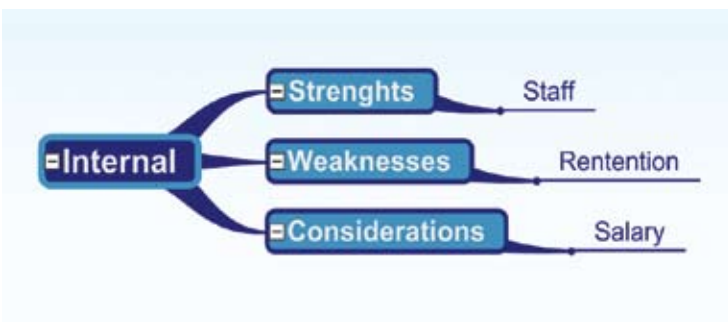 Strenghts
Staff
Internal
Weaknesses
Rentention
Considerations
Salary